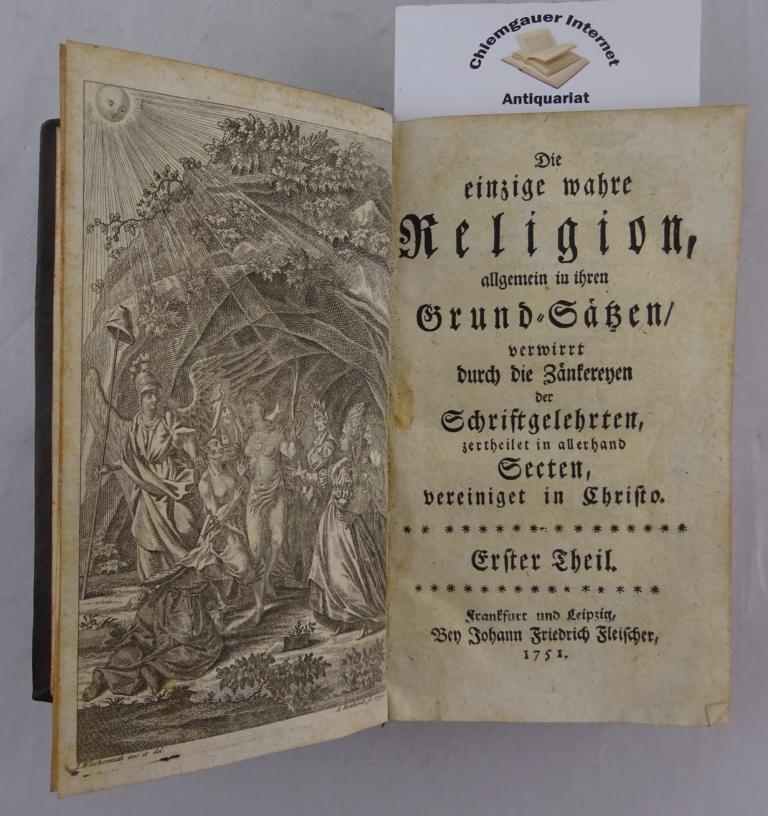 Chiemgauer Internet
Antiquariat
Die
einzige wahre
Religion,
allgemein in ihren
Grund-Sätzen/
verwirrt
durch die Zänkereyen
der
Schriftgelehrten,
zertheilet in allerhand
Secten,
vereiniget in Christo.
Erster Theil.
Frankfurt und Leipzig,
Bey Johann Friedrich Fleischer,
1751.